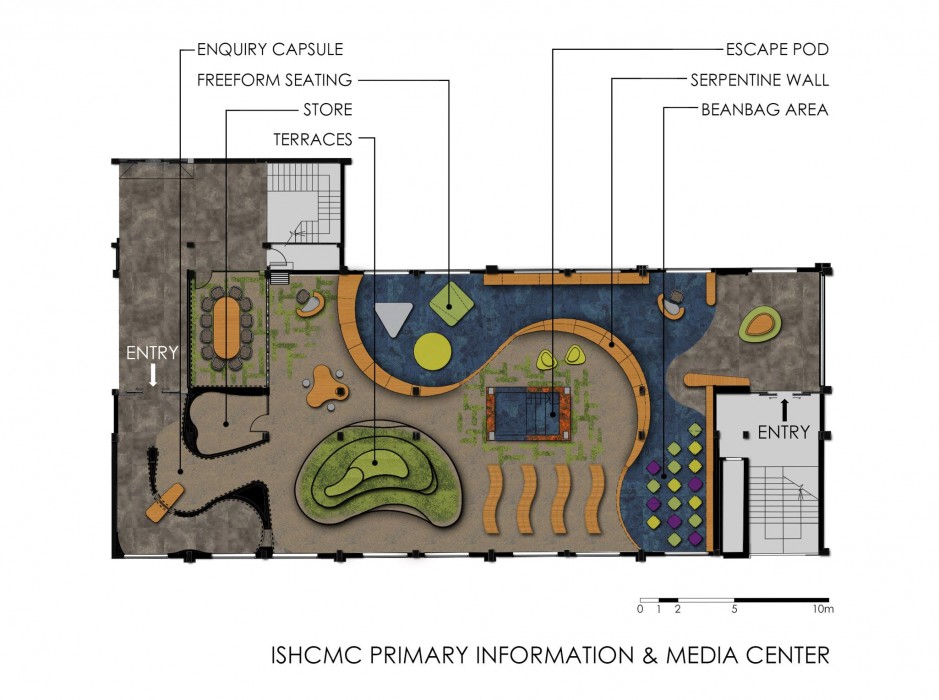 ENQUIRY CAPSULE
FREEFORM SEATING
STORE
TERRACES
ESCAPE POD
SERPENTINE WALL
BEANBAG AREA
ENTRY
ENTRY
0 1 2 5 10m
ISHCMC PRIMARY INFORMATION & MEDIA CENTER